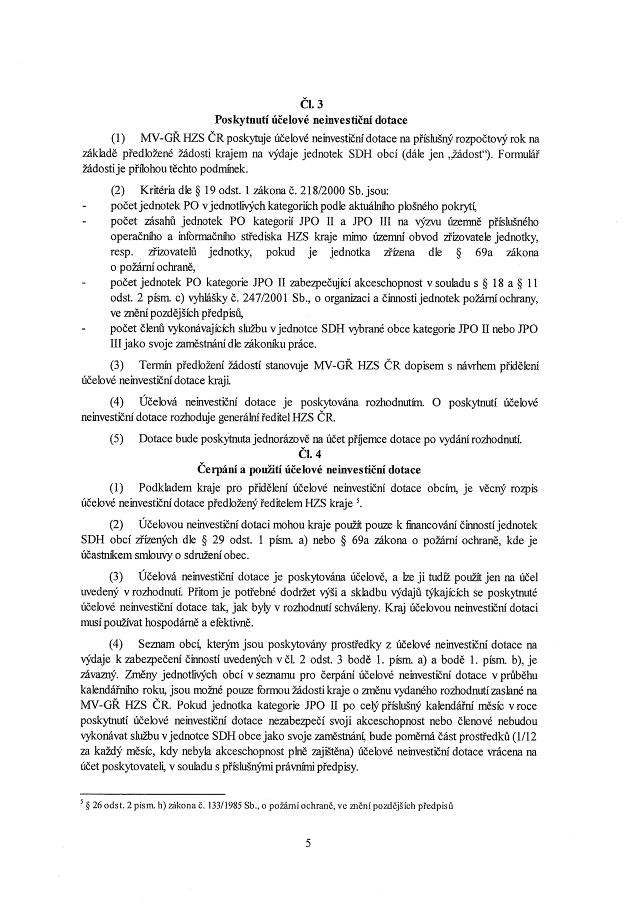 Čl. 3
Poskytnutí účelové neinvestiční dotace
(1) MV-GŘ HZS ČR poskytuje účelové neinvestiční dotace na příslušný rozpočtový rok na
základě předložené žádosti krajem na výdaje jednotek SDH obcí (dále jen „žádost“). Formulář
žádosti je přílohou těchto podmínek.
(2) Kritéria dle § 19 odst. 1 zákona č. 218/2000 Sb. jsou:
- počet jednotek PO v jednotlivých kategoriích podle aktuálního plošného pokrytí,
- počet zásahů jednotek PO kategorií JPO II a JPO III na výzvu územně příslušného
operačního a informačního střediska HZS kraje mimo územní obvod zřizovatele jednotky,
resp. zřizovatelů jednotky, pokud je jednotka zřízena dle § 69a zákona
o požární ochraně,
- počet jednotek PO kategorie JPO II zabezpečující akceschopnost v souladu s § 18 a § 11
odst. 2 písm. c) vyhlášky č. 247/2001 Sb., o organizaci a činnosti jednotek požární ochrany,
ve znění pozdějších předpisů,
- počet členů vykonávajících službu v jednotce SDH vybrané obce kategorie JPO II nebo JPO
III jako svoje zaměstnání dle zákoníku práce.
(3) Termín předložení žádostí stanovuje MV-GŘ HZS ČR dopisem s návrhem přidělení
účelové neinvestiční dotace kraji.
(4) Účelová neinvestiční dotace je poskytována rozhodnutím. O poskytnutí účelové
neinvestiční dotace rozhoduje generální ředitel HZS ČR.
(5) Dotace bude poskytnuta jednorázově na účet příjemce dotace po vydání rozhodnutí.
Čl. 4
Čerpání a použití účelové neinvestiční dotace
(1) Podkladem kraje pro přidělení účelové neinvestiční dotace obcím, je věcný rozpis
účelové neinvestiční dotace předložený ředitelem HZS kraje 5.
(2) Účelovou neinvestiční dotaci mohou kraje použít pouze k financování činností jednotek
SDH obcí zřízených dle § 29 odst. 1 písm. a) nebo § 69a zákona o požární ochraně, kde je
účastníkem smlouvy o sdružení obec.
(3) Účelová neinvestiční dotace je poskytována účelově, a lze ji tudíž použít jen na účel
uvedený v rozhodnutí. Přitom je potřebné dodržet výši a skladbu výdajů týkajících se poskytnuté
účelové neinvestiční dotace tak, jak byly v rozhodnutí schváleny. Kraj účelovou neinvestiční dotaci
musí používat hospodárně a efektivně.
(4) Seznam obcí, kterým jsou poskytovány prostředky z účelové neinvestiční dotace na
výdaje k zabezpečení činností uvedených v čl. 2 odst. 3 bodě 1. písm. a) a bodě 1. písm. b), je
závazný. Změny jednotlivých obcí v seznamu pro čerpání účelové neinvestiční dotace v průběhu
kalendářního roku, jsou možné pouze formou žádosti kraje o změnu vydaného rozhodnutí zaslané na
MV-GŘ HZS ČR. Pokud jednotka kategorie JPO II po celý příslušný kalendářní měsíc v roce
poskytnutí účelové neinvestiční dotace nezabezpečí svoji akceschopnost nebo členové nebudou
vykonávat službu v jednotce SDH obce jako svoje zaměstnání, bude poměrná část prostředků (1/12
za každý měsíc, kdy nebyla akceschopnost plně zajištěna) účelové neinvestiční dotace vrácena na
účet poskytovateli, v souladu s příslušnými právními předpisy.
5 § 26 odst. 2 písm. h) zákona č. 133/1985 Sb., o požární ochraně, ve znění pozdějších předpisů
5